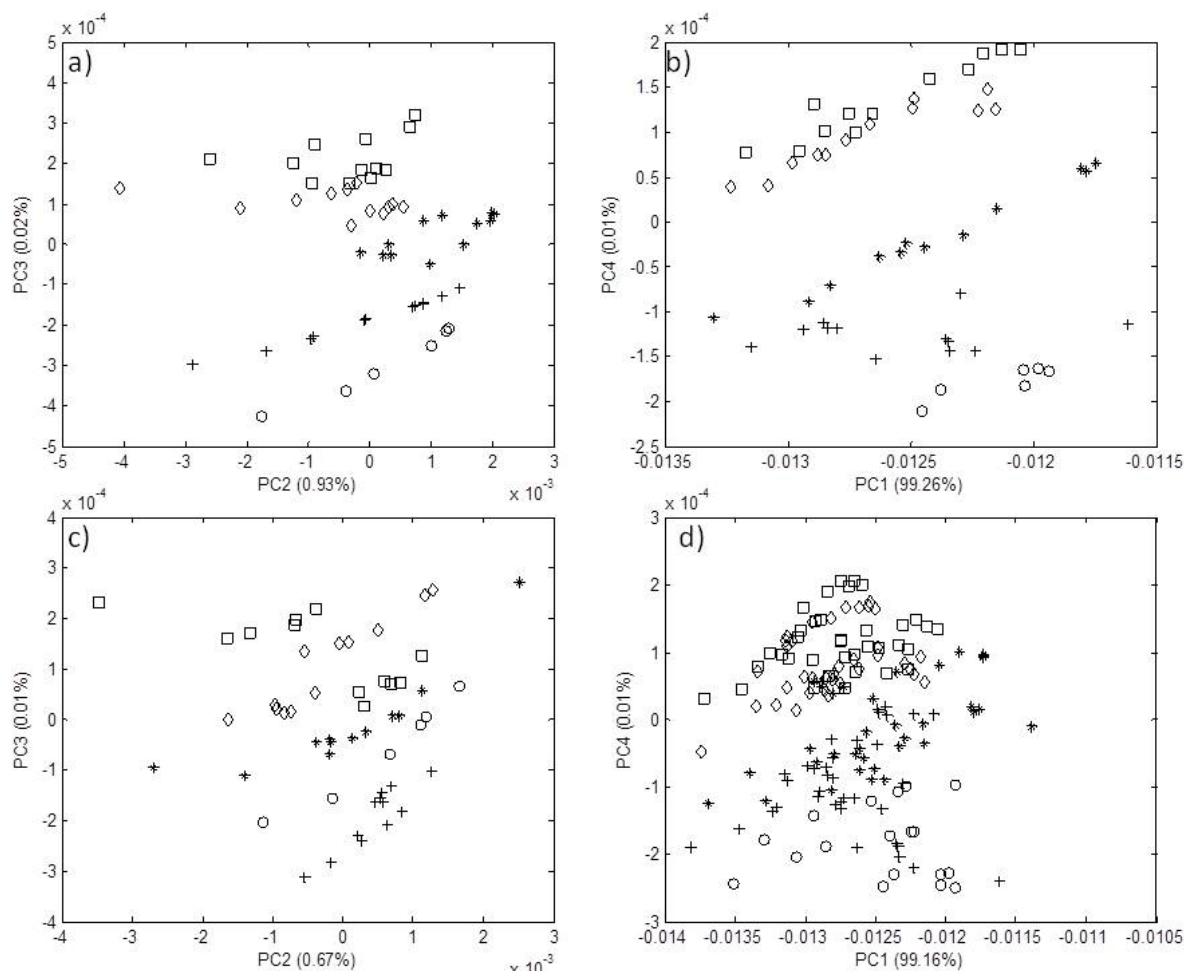 x 10⁻⁴
5
4
3
2
1
0
-1
-2
-3
-4
-5
a)
PC3 (0.02%)
-5 -4 -3 -2 -1 0 1 2 3
PC2 (0.93%)
x 10⁻³
x 10⁻⁴
2
1.5
1
0.5
0
-0.5
-1
-1.5
-2
-2.5
b)
PC4 (0.01%)
-0.0135 -0.013 -0.0125 -0.012 -0.0115
PC1 (99.26%)
x 10⁻⁴
4
3
2
1
0
-1
-2
-3
-4
c)
PC3 (0.01%)
-4 -3 -2 -1 0 1 2 3
PC2 (0.67%)
x 10⁻³
x 10⁻⁴
3
2
1
0
-1
-2
-3
d)
PC4 (0.01%)
-0.014 -0.0135 -0.013 -0.0125 -0.012 -0.0115 -0.011 -0.0105
PC1 (99.16%)